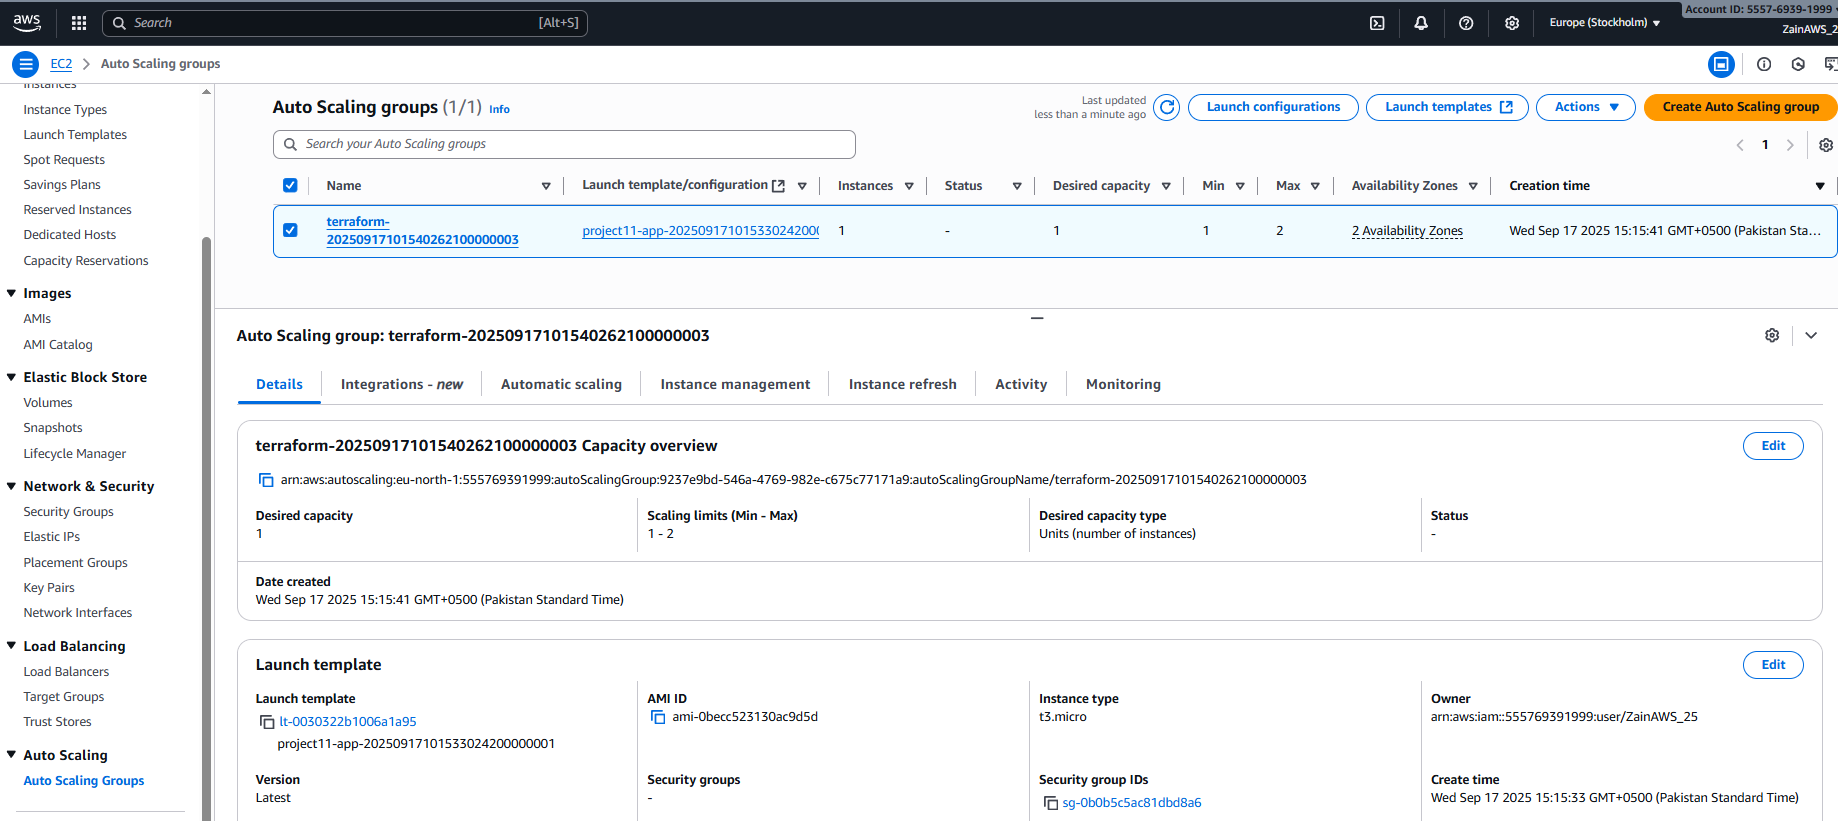 aws
Search
[Alt+S]
Europe (Stockholm)
Account ID: 5557-6939-1999
ZainAWS_2
EC2
Auto Scaling groups
Instances
Instance Types
Launch Templates
Spot Requests
Savings Plans
Reserved Instances
Dedicated Hosts
Capacity Reservations
Images
AMIs
AMI Catalog
Elastic Block Store
Volumes
Snapshots
Lifecycle Manager
Network & Security
Security Groups
Elastic IPs
Placement Groups
Key Pairs
Network Interfaces
Load Balancing
Load Balancers
Target Groups
Trust Stores
Auto Scaling
Auto Scaling Groups
Auto Scaling groups (1/1) Info
Last updated
less than a minute ago
Launch configurations
Launch templates
Actions
Create Auto Scaling group
Search your Auto Scaling groups
1
Name
Launch template/configuration
Instances
Status
Desired capacity
Min
Max
Availability Zones
Creation time
terraform-
20250917101540262100000003
project11-app-2025091710153302420000
1
-
1
1
2
2 Availability Zones
Wed Sep 17 2025 15:15:41 GMT+0500 (Pakistan Sta...
Auto Scaling group: terraform-20250917101540262100000003
Details
Integrations - new
Automatic scaling
Instance management
Instance refresh
Activity
Monitoring
terraform-20250917101540262100000003 Capacity overview
Edit
arn:aws:autoscaling:eu-north-1:555769391999:autoScalingGroup:9237e9bd-546a-4769-982e-c675c77171a9:autoScalingGroupName/terraform-20250917101540262100000003
Desired capacity
1
Scaling limits (Min - Max)
1 - 2
Desired capacity type
Units (number of instances)
Status
-
Date created
Wed Sep 17 2025 15:15:41 GMT+0500 (Pakistan Standard Time)
Launch template
Edit
Launch template
lt-0030322b1006a1a95
project11-app-20250917101533024200000001
AMI ID
ami-0becc523130ac9d5d
Instance type
t3.micro
Owner
arn:aws:iam::555769391999:user/ZainAWS_25
Version
Latest
Security groups
-
Security group IDs
sg-0b0b5c5ac81dbd8a6
Create time
Wed Sep 17 2025 15:15:33 GMT+0500 (Pakistan Standard Time)